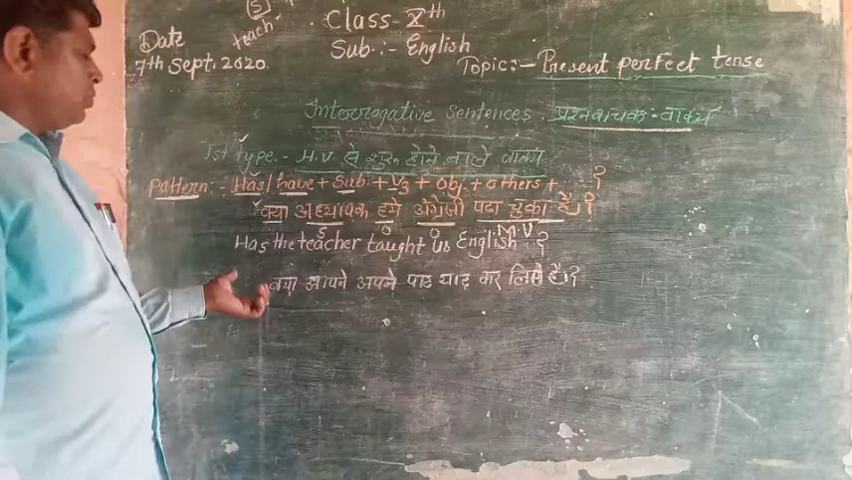 S
teach
Class - Xth
Date
Sub. :- English
7th Sept. 2020.
Topic :- Present perfect tense
Interrogative Sentences. प्रश्नवाचक - वाक्य
Ist type - H.V. से शुरू होने वाले वाक्य
Pattern :- Has/have + Sub. + V3 + obj. + others + ....?
क्या अध्यापक हमे अंग्रेजी पढा चुका है।?
S O O M.V
Has the teacher taught us English ?
क्या आपने अपने पाठ याद कर लिये है।?